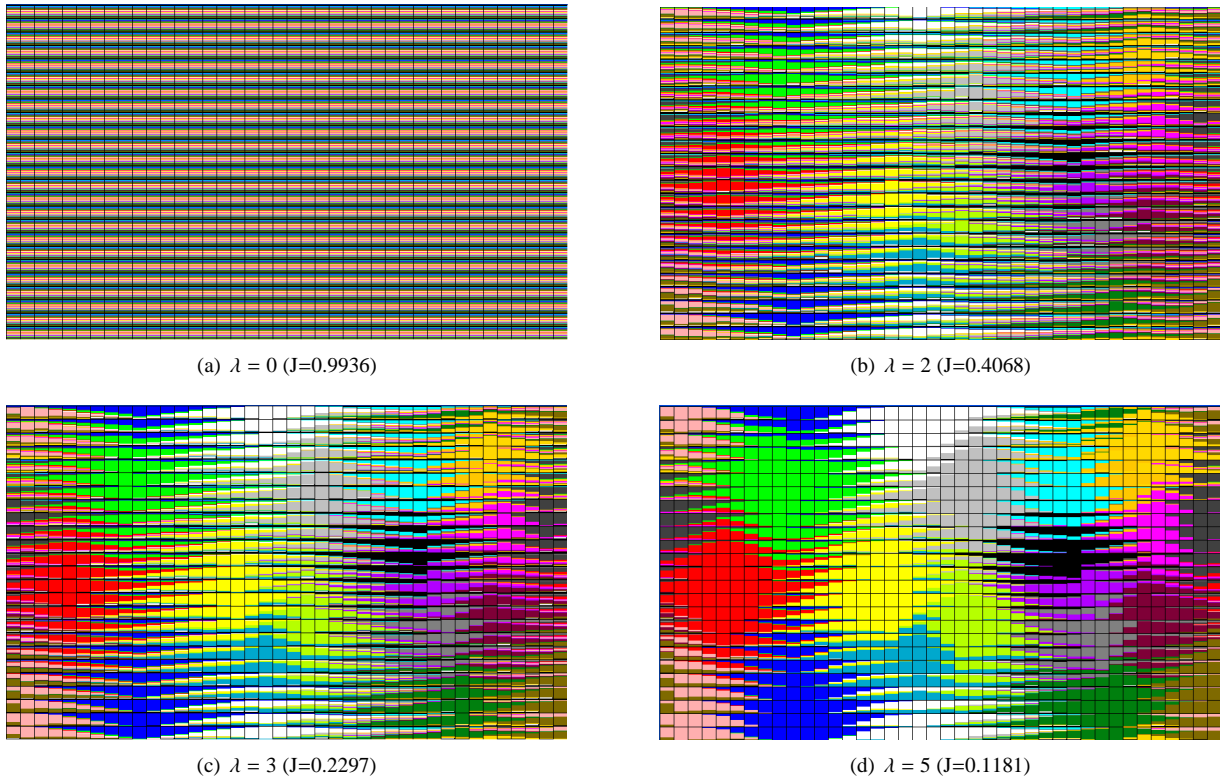 (a) λ = 0 (J=0.9936)
(b) λ = 2 (J=0.4068)
(c) λ = 3 (J=0.2297)
(d) λ = 5 (J=0.1181)